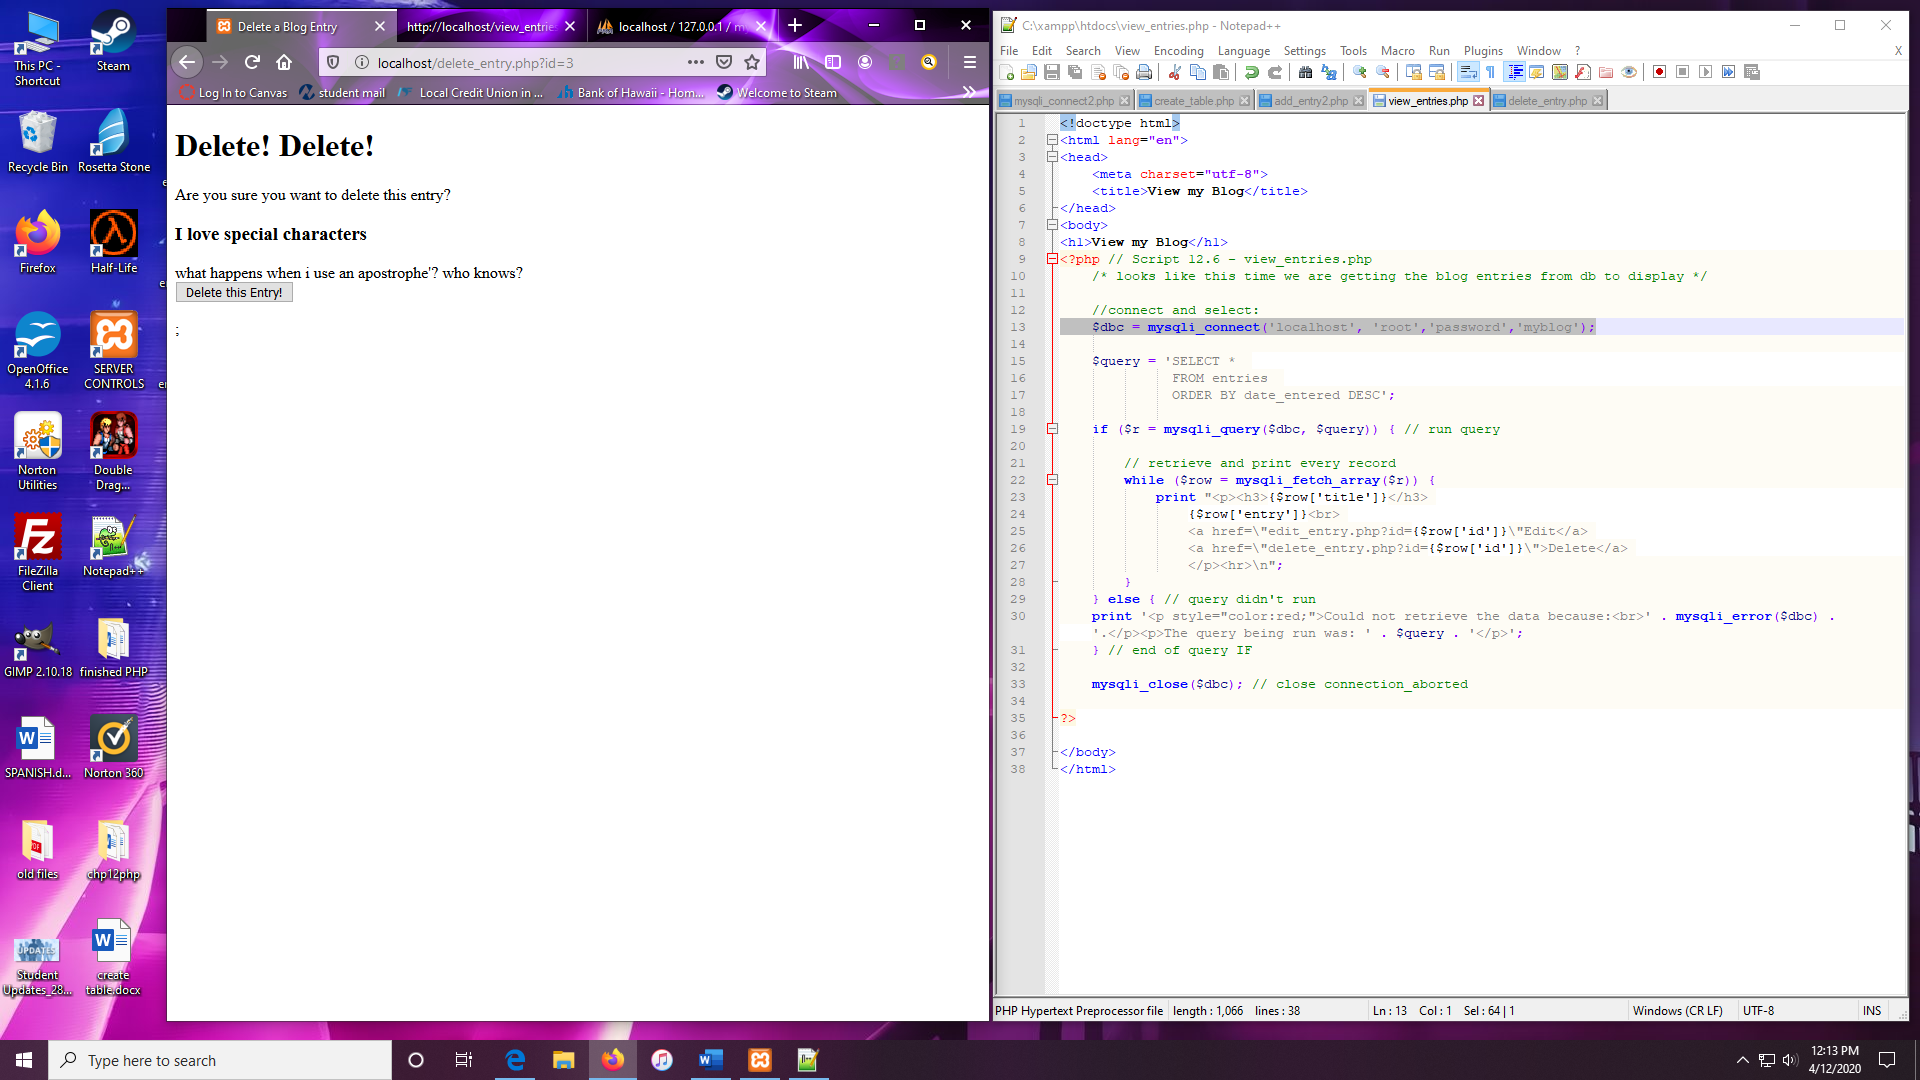 This PC - Shortcut
Steam
Recycle Bin
Rosetta Stone
Firefox
Half-Life
OpenOffice 4.1.6
SERVER CONTROLS
Norton Utilities
Double Drag...
FileZilla Client
Notepad++
GIMP 2.10.18
finished PHP
SPANISH.d...
Norton 360
old files
chp12php
UPDATES
Student Updates_28...
create table.docx
Delete a Blog Entry
http://localhost/view_entrie
localhost / 127.0.0.1 / m
localhost/delete_entry.php?id=3
Log In to Canvas
student mail
Local Credit Union in ...
Bank of Hawaii - Hom...
Welcome to Steam
Delete! Delete!
Are you sure you want to delete this entry?
I love special characters
what happens when i use an apostrophe'? who knows?
Delete this Entry!
;
C:\xampp\htdocs\view_entries.php - Notepad++
File Edit Search View Encoding Language Settings Tools Macro Run Plugins Window ? X
mysqli_connect2.php create_table.php add_entry2.php view_entries.php delete_entry.php
1 <!doctype html>
2 <html lang="en">
3 <head>
4 <meta charset="utf-8">
5 <title>View my Blog</title>
6 </head>
7 <body>
8 <h1>View my Blog</h1>
9 <?php // Script 12.6 - view_entries.php
10 /* looks like this time we are getting the blog entries from db to display */
11
12 //connect and select:
13 $dbc = mysqli_connect('localhost', 'root','password','myblog');
14
15 $query = 'SELECT *
16 FROM entries
17 ORDER BY date_entered DESC';
18
19 if ($r = mysqli_query($dbc, $query)) { // run query
20
21 // retrieve and print every record
22 while ($row = mysqli_fetch_array($r)) {
23 print "<p><h3>{$row['title']}</h3>
24 {$row['entry']}<br>
25 <a href=\"edit_entry.php?id={$row['id']}\"Edit</a>
26 <a href=\"delete_entry.php?id={$row['id']}\">Delete</a>
27 </p><hr>\n";
28 }
29 } else { // query didn't run
30 print '<p style="color:red;">Could not retrieve the data because:<br>' . mysqli_error($dbc) .
'.</p><p>The query being run was: ' . $query . '</p>';
31 } // end of query IF
32
33 mysqli_close($dbc); // close connection_aborted
34
35 ?>
36
37 </body>
38 </html>
PHP Hypertext Preprocessor file length : 1,066 lines : 38 Ln : 13 Col : 1 Sel : 64 | 1 Windows (CR LF) UTF-8 INS
Type here to search
12:13 PM
4/12/2020